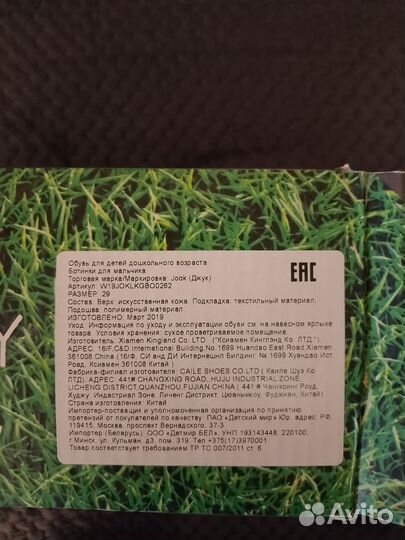 Обувь для детей дошкольного возраста
Ботинки для мальчика
Торговая марка/Маркировка: Jook (Джук)
Артикул: W19JOKLKGBO0262
РАЗМЕР: 29
Состав: Верх: искусственная кожа. Подкладка: текстильный материал
Подошва: полимерный материал
ИЗГОТОВЛЕНО: Март 2019
Уход: Информация по уходу и эксплуатации обуви см. на навесном ярлыке
товара. Условия хранения: сухое проветриваемое помещение.
Изготовитель: Xiamen Kingland Co. LTD. ("Ксиамен Кингленд Ко. ЛТД.")
АДРЕС: 16/F C&D International Building No 1699 Huandao East Road Xiamen
361008 China (16/Ф, СИ анд ДИ Интернешнл Билдинг, № 1699 Хуандао Ист
Роед, Ксиамен 361008 Китай)
Фабрика-филиал изготовителя: CAILE SHOES CO.LTD ( Каиле Шуз Ко
ЛТД), АДРЕС: 441# CHANGXING ROAD, HUJU INDUSTRIAL ZONE,
LICHENG DISTRICT,QUANZHOU,FUJIAN,CHINA ( 441 # Чангксинг Роуд,
Худжу Индастриал Зоне, Личенг Дистрикт, Цюаньчжоу, Фуджиан, Китай)
Страна изготовления: Китай
Импортер-поставщик и уполномоченная организация по принятию
претензий от покупателей по качеству: ПАО «Детский мир» Юр. адрес: РФ,
119415, Москва, проспект Вернадского, 37-3
Импортер (Беларусь): ООО «Детмир БЕЛ»; УНП 193143448; 220100,
г.Минск, ул. Кульман, д3, пом. 319, Тел +375(17)3970001
Товар соответствует требованиям ТР ТС 007/2011 ст. 6
EAC
Y
Avito